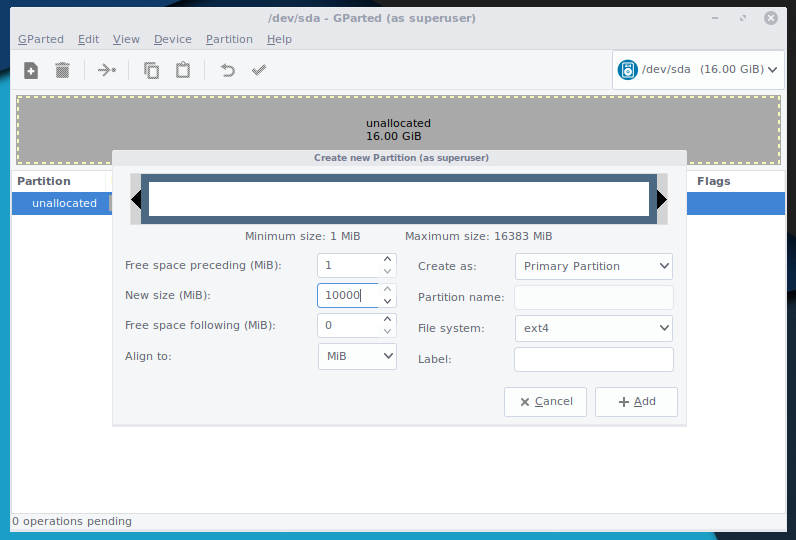 /dev/sda - GParted (as superuser)
GParted Edit View Device Partition Help
/dev/sda (16.00 GiB)
unallocated
16.00 GiB
Create new Partition (as superuser)
Partition Flags
unallocated
Minimum size: 1 MiB Maximum size: 16383 MiB
Free space preceding (MiB): 1 Create as: Primary Partition
New size (MiB): 10000 Partition name:
Free space following (MiB): 0 File system: ext4
Align to: MiB Label:
Cancel Add
0 operations pending